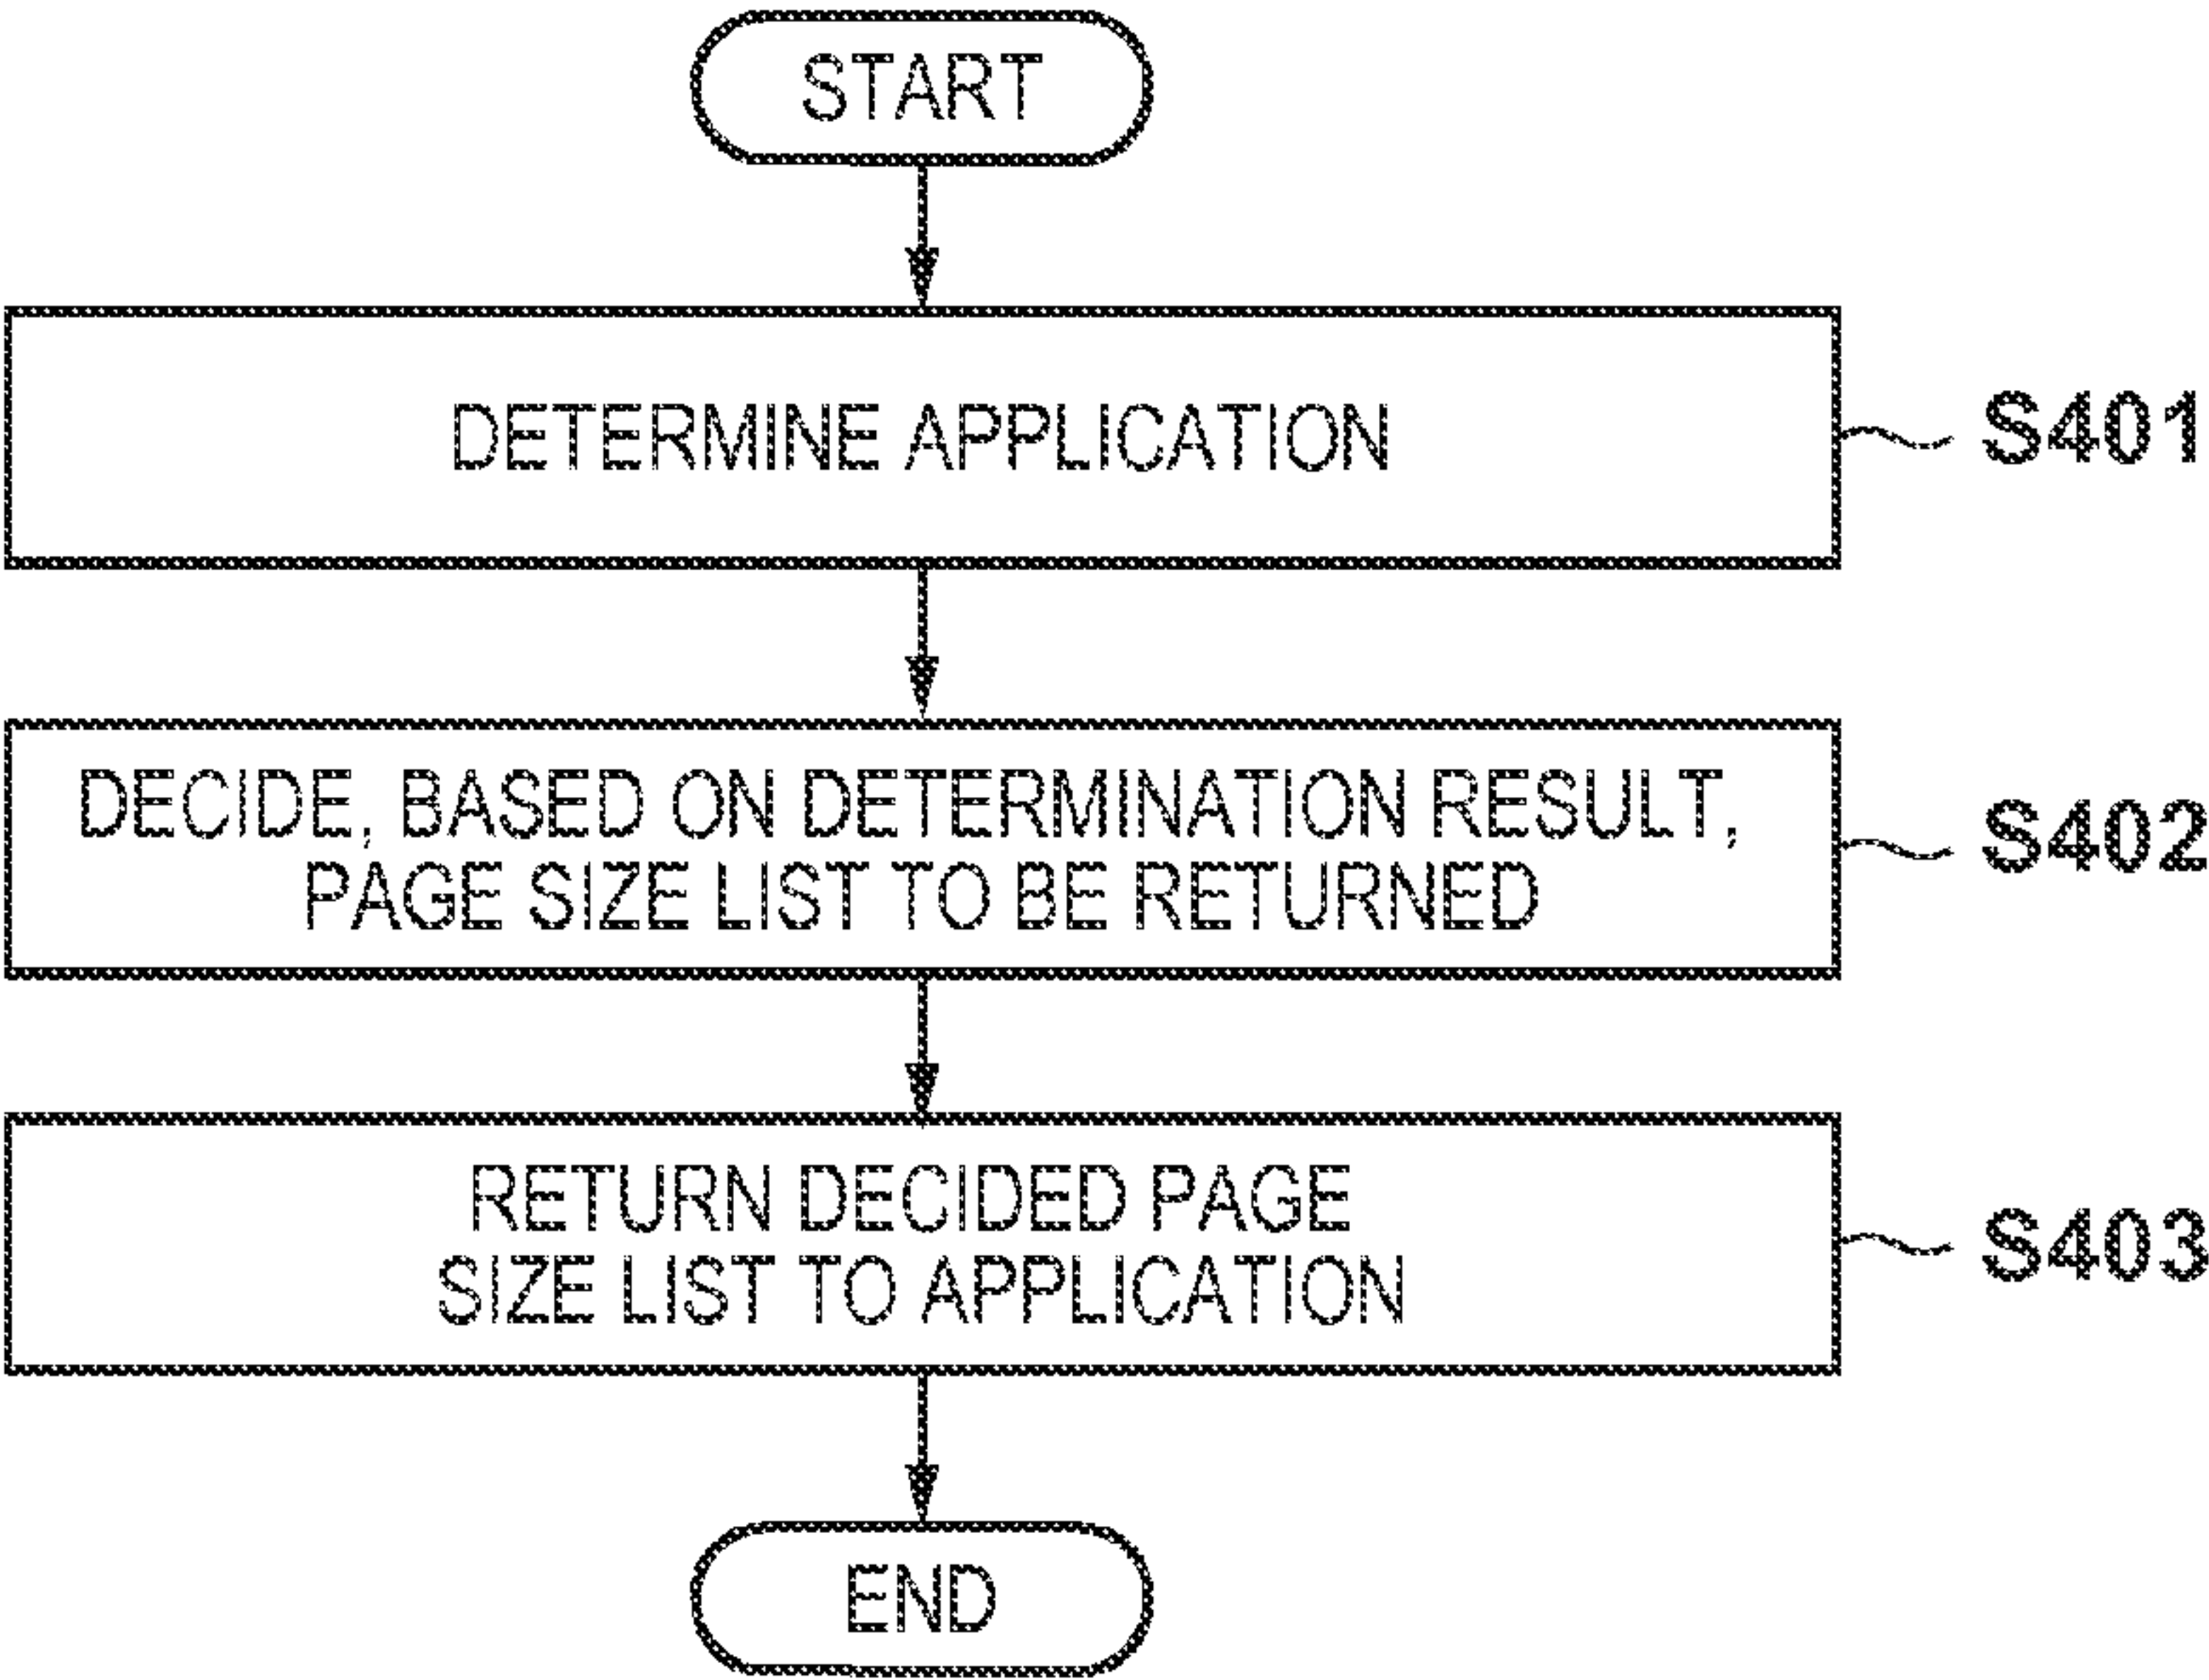 START
DETERMINE APPLICATION
S401
DECIDE, BASED ON DETERMINATION RESULT,
PAGE SIZE LIST TO BE RETURNED
S402
RETURN DECIDED PAGE
SIZE LIST TO APPLICATION
S403
END